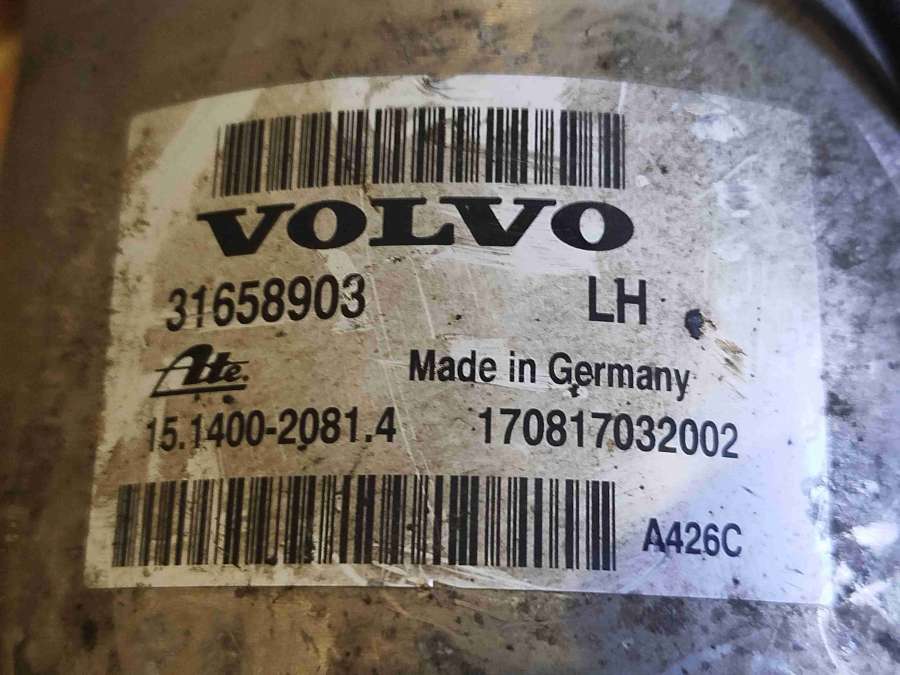 VOLVO
31658903 LH
Ate Made in Germany
15.1400-2081.4 170817032002
A426C